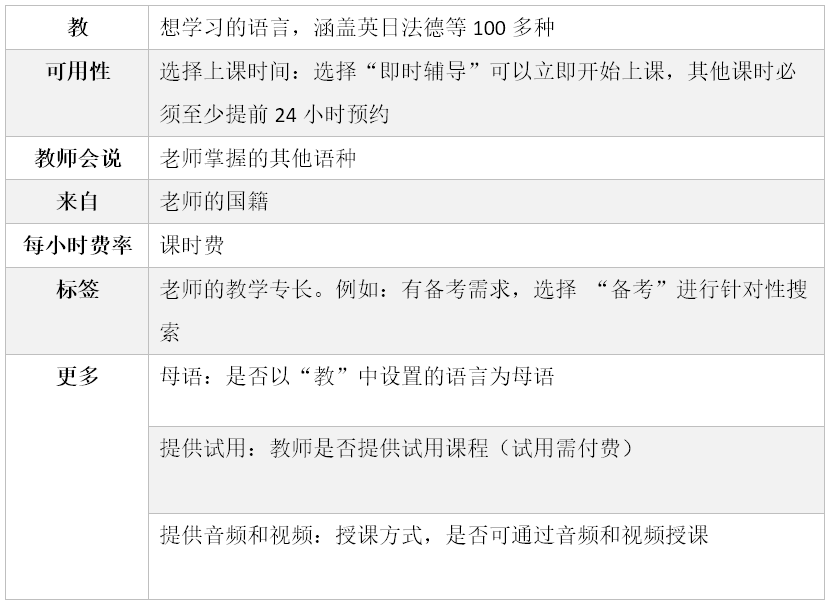 教 想学习的语言，涵盖英日法德等 100 多种
可用性 选择上课时间：选择“即时辅导”可以立即开始上课，其他课时必
须至少提前 24 小时预约
教师会说 老师掌握的其他语种
来自 老师的国籍
每小时费率 课时费
标签 老师的教学专长。例如：有备考需求，选择 “备考”进行针对性搜
索
更多 母语：是否以“教”中设置的语言为母语
提供试用：教师是否提供试用课程（试用需付费）
提供音频和视频：授课方式，是否可通过音频和视频授课